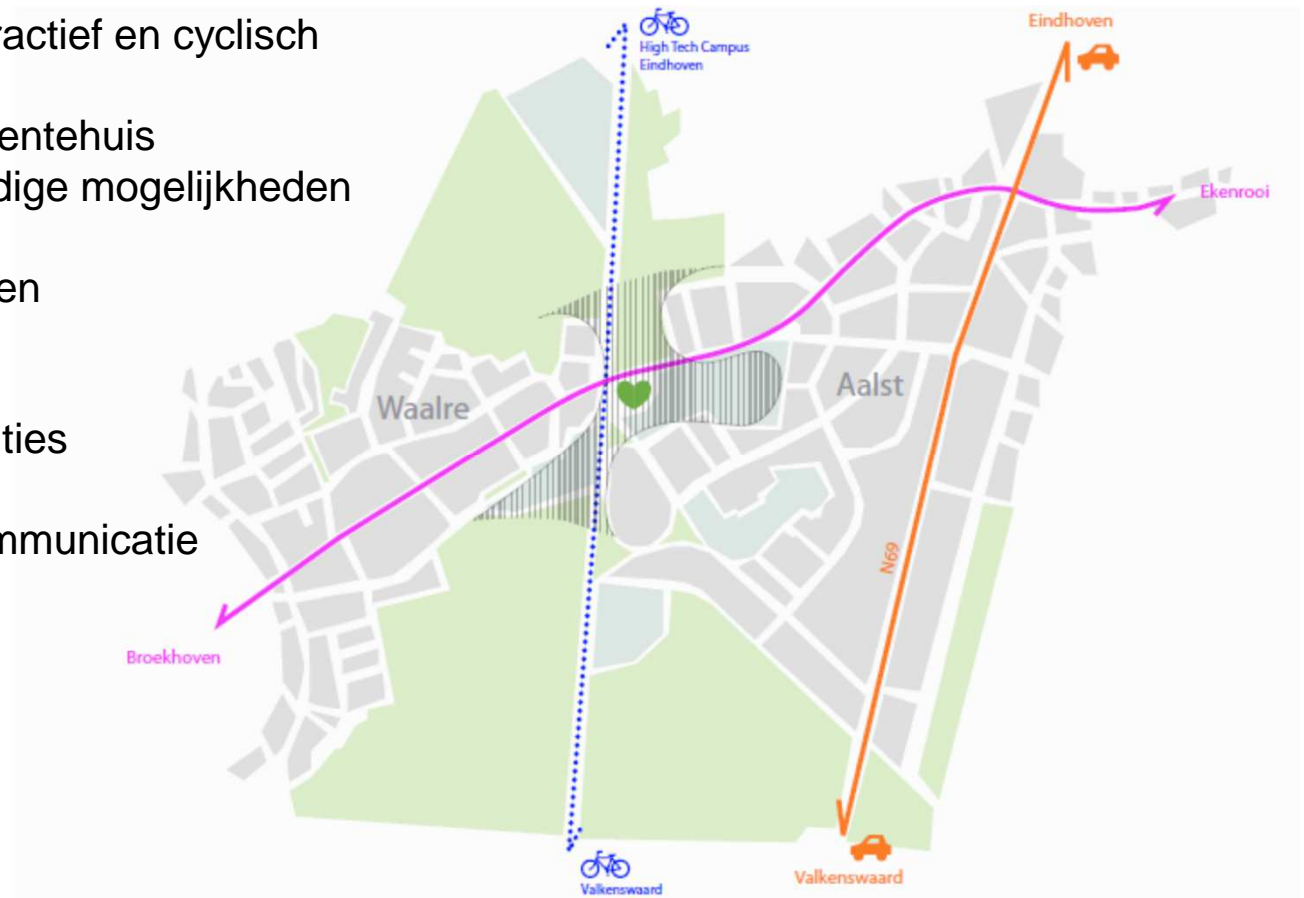 ractief en cyclisch
entehuis
dige mogelijkheden
en
ties
mmunicatie
High Tech Campus
Eindhoven
Eindhoven
Ekenrooi
Waalre
Aalst
N69
Broekhoven
Valkenswaard
Valkenswaard